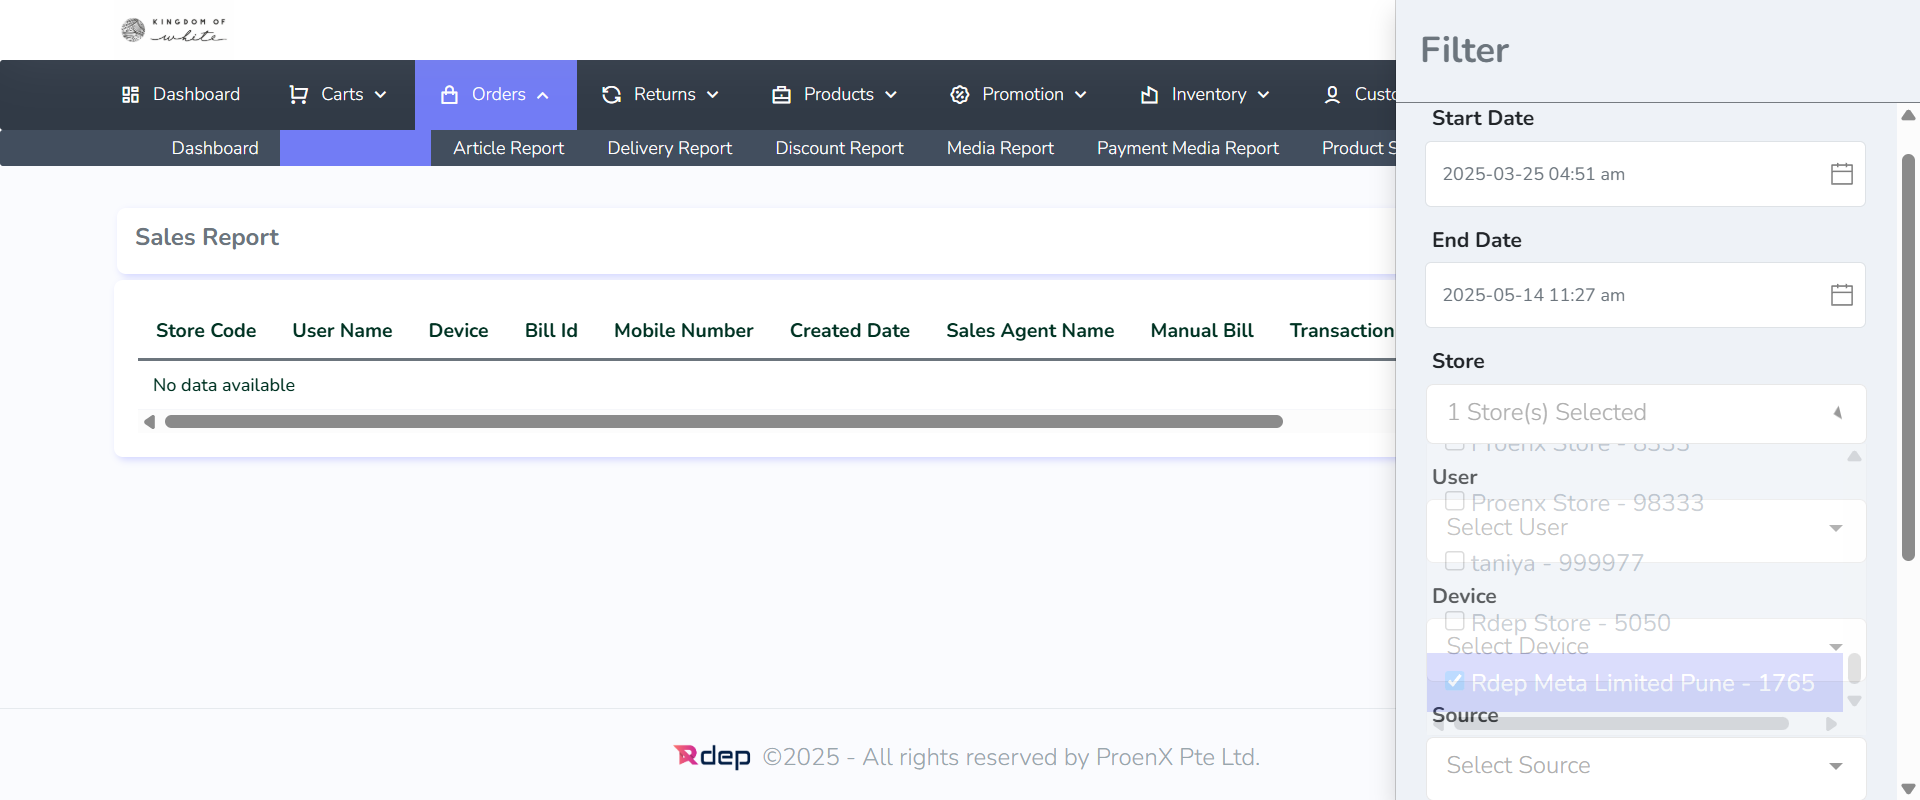 KINGDOM OF
white
Filter
Dashboard Carts Orders Returns Products Promotion Inventory
Dashboard Article Report Delivery Report Discount Report Media Report Payment Media Report Product
Start Date
2025-03-25 04:51 am
Sales Report
End Date
2025-05-14 11:27 am
Store Code User Name Device Bill Id Mobile Number Created Date Sales Agent Name Manual Bill Transaction
No data available
Store
1 Store(s) Selected
Proenx Store - 8333
User
Proenx Store - 98333
Select User
taniya - 999977
Device
Rdep Store - 5050
Select Device
Rdep Meta Limited Pune - 1765
Source
Select Source
Rdep ©2025 - All rights reserved by ProenX Pte Ltd.